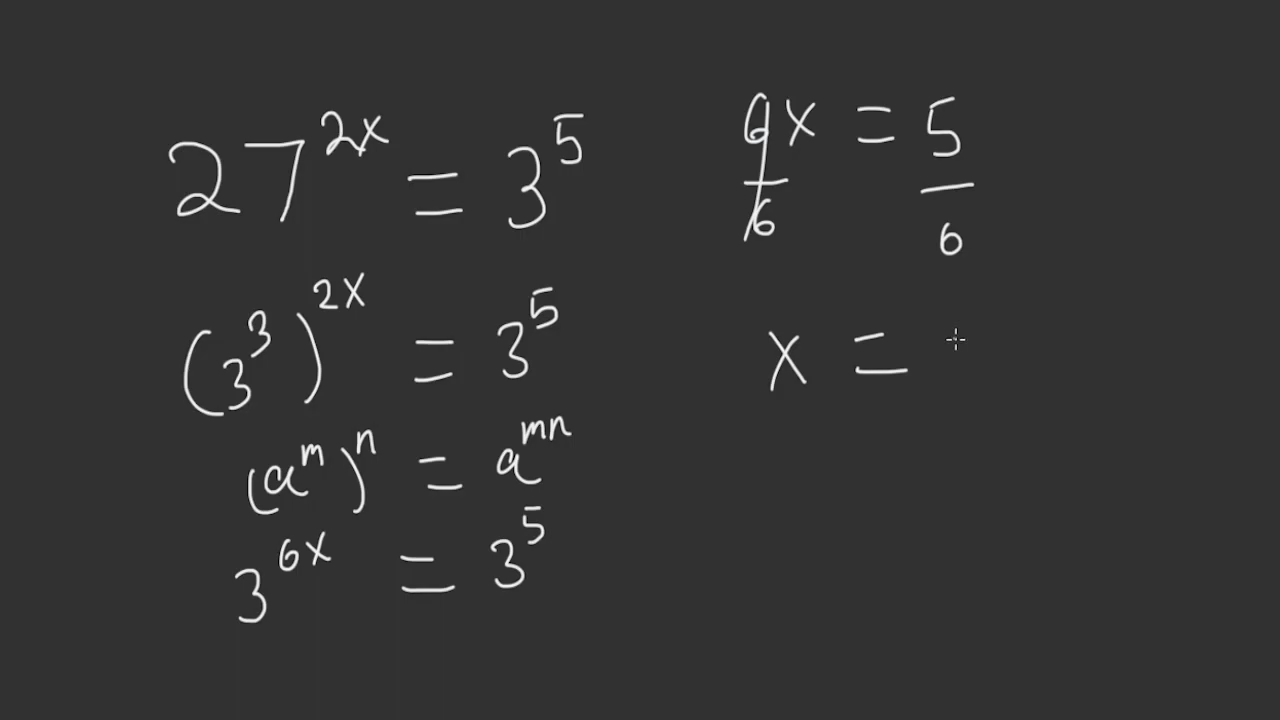 27^{2x} = 3^5
(3^3)^{2x} = 3^5
(a^m)^n = a^{mn}
3^{6x} = 3^5
6x/6 = 5/6
x =